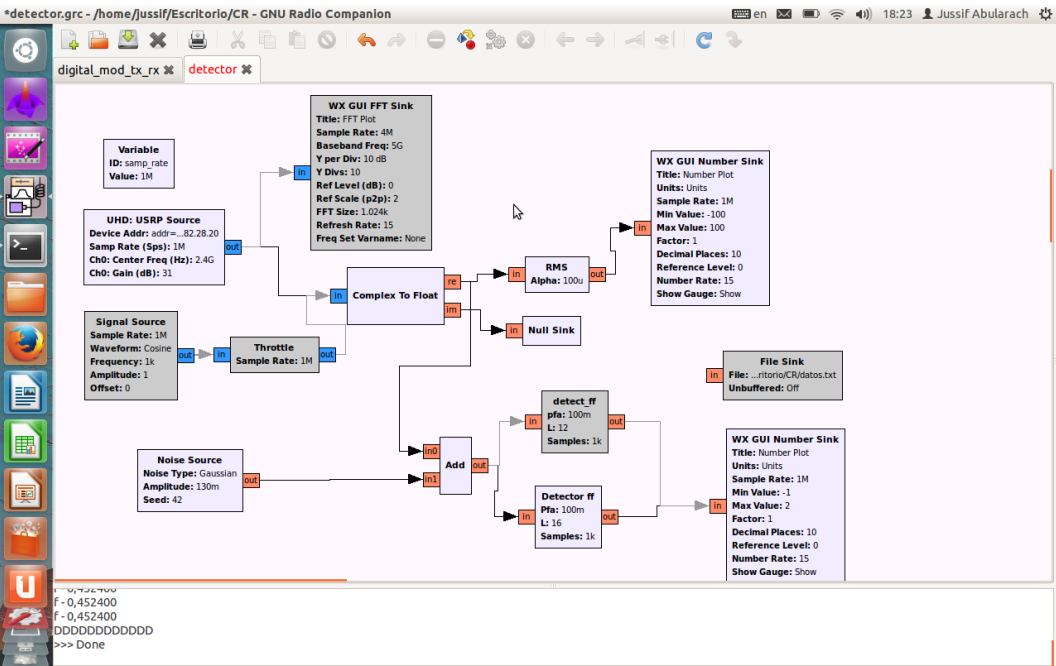 *detector.grc - /home/jussif/Escritorio/CR - GNU Radio Companion
en
18:23
Jussif Abularach
digital_mod_tx_rx
detector
Variable
ID: samp_rate
Value: 1M
WX GUI FFT Sink
Title: FFT Plot
Sample Rate: 4M
Baseband Freq: 5G
Y per Div: 10 dB
Y Divs: 10
Ref Level (dB): 0
Ref Scale (p2p): 2
FFT Size: 1.024k
Refresh Rate: 15
Freq Set Varname: None
in
UHD: USRP Source
Device Addr: addr=...82.28.20
Samp Rate (Sps): 1M
Ch0: Center Freq (Hz): 2.4G
Ch0: Gain (dB): 31
out
WX GUI Number Sink
Title: Number Plot
Units: Units
Sample Rate: 1M
Min Value: -100
Max Value: 100
Factor: 1
Decimal Places: 10
Reference Level: 0
Number Rate: 15
Show Gauge: Show
in
in
Complex To Float
re
im
in
RMS
Alpha: 100u
out
in
Null Sink
Signal Source
Sample Rate: 1M
Waveform: Cosine
Frequency: 1k
Amplitude: 1
Offset: 0
out
in
Throttle
Sample Rate: 1M
out
in
File Sink
File: ...ritorio/CR/datos.txt
Unbuffered: Off
in
detect_ff
pfa: 100m
L: 12
Samples: 1k
out
Noise Source
Noise Type: Gaussian
Amplitude: 130m
Seed: 42
out
in0
in1
Add
out
in
Detector ff
Pfa: 100m
L: 16
Samples: 1k
out
in
WX GUI Number Sink
Title: Number Plot
Units: Units
Sample Rate: 1M
Min Value: -1
Max Value: 2
Factor: 1
Decimal Places: 10
Reference Level: 0
Number Rate: 15
Show Gauge: Show
f - 0,452400
f - 0,452400
f - 0,452400
DDDDDDDDDDDD
>>> Done